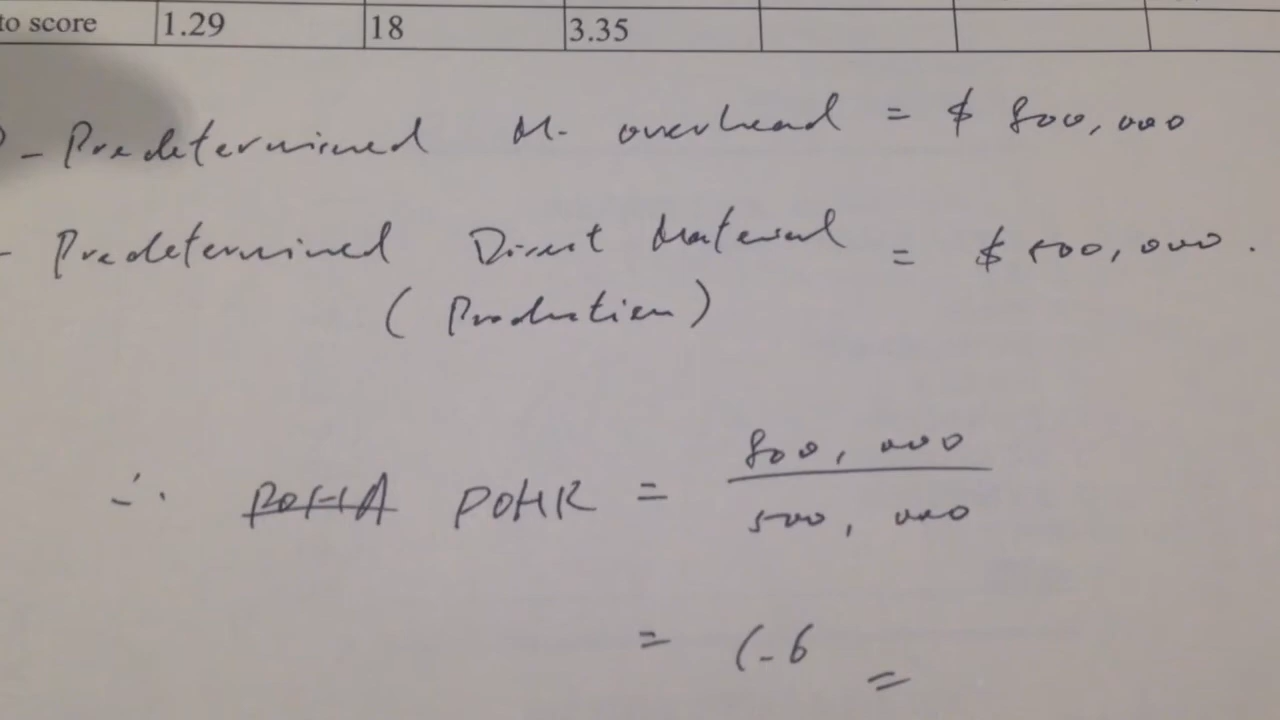 to score 1.29 18 3.35
- Predetermined M. overhead = $ 800,000
- Predetermined Direct Material = $ 500,000.
(Production)
∴ POHA POHR = 800,000
500,000
= 1.6